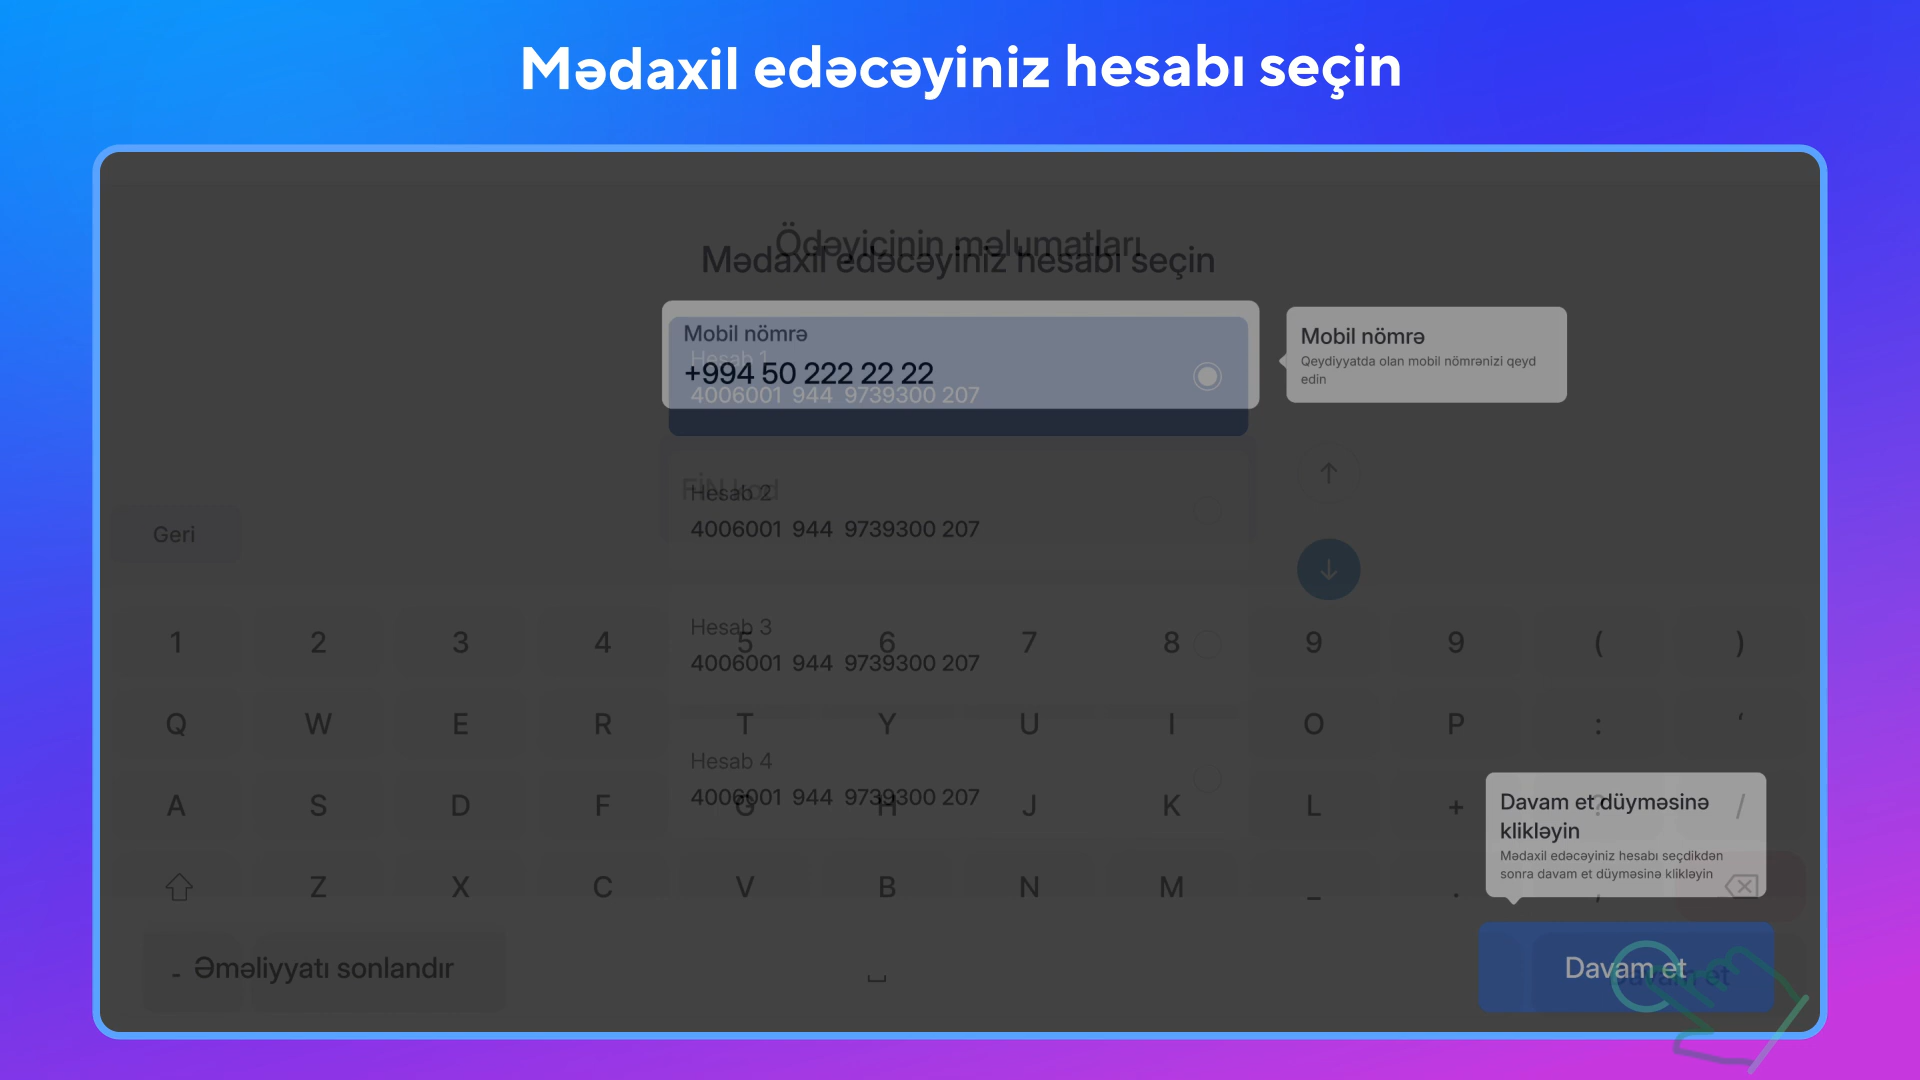 Mədaxil edəcəyiniz hesabı seçin
Ödəyicinin məlumatları
Mədaxil edəcəyiniz hesabı seçin
Mobil nömrə
Hesab 1
+994 50 222 22 22
4006001 944 9739300 207
Mobil nömrə
Qeydiyyatda olan mobil nömrənizi qeyd
edin
FİN kod
Hesab 2
4006001 944 9739300 207
Geri
Hesab 3
4006001 944 9739300 207
1 2 3 4 5 6 7 8 9 9 ( )
Q W E R T Y U I O P : ‘
Hesab 4
4006001 944 9739300 207
A S D F G H J K L + ? /
Davam et düyməsinə
klikləyin
Mədaxil edəcəyiniz hesabı seçdikdən
sonra davam et düyməsinə klikləyin
Z X C V B N M _ . ,
- Əməliyyatı sonlandır
Davam et
Davam et